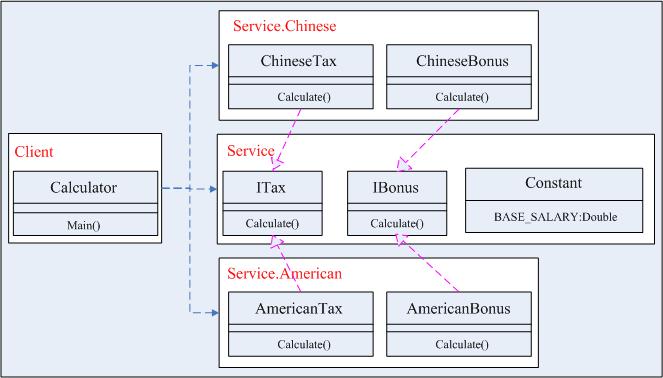 Service.Chinese
ChineseTax
Calculate()
ChineseBonus
Calculate()
Client
Calculator
Main()
Service
ITax
Calculate()
IBonus
Calculate()
Constant
BASE_SALARY:Double
Service.American
AmericanTax
Calculate()
AmericanBonus
Calculate()